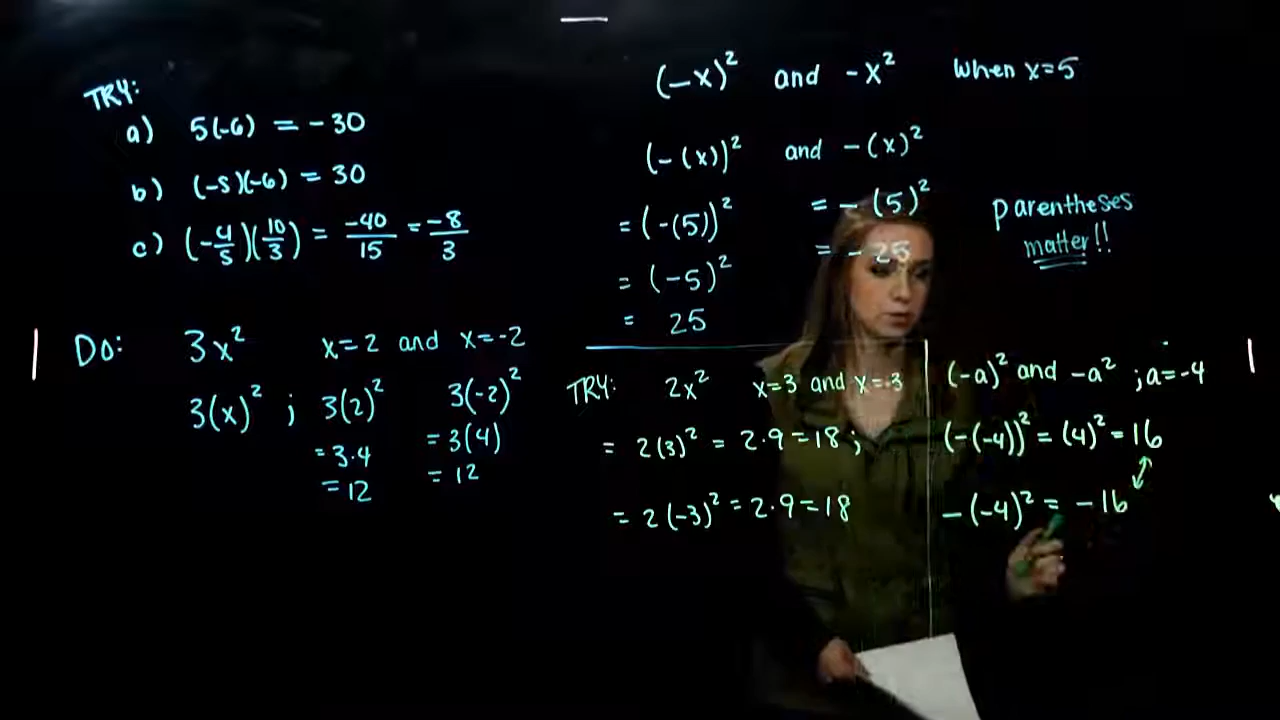 TRY:
a) 5(-6) = -30
b) (-5)(-6) = 30
c) (-4/5)(10/3) = -40/15 = -8/3
Do: 3x² x=2 and x=-2
3(x)² ; 3(2)² 3(-2)²
=3·4 =3(4)
=12 =12
(-x)² and -x² when x=5
(-(x))² and -(x)²
=(-(5))² =-(5)²
=(-5)² =-25
= 25
parentheses
matter!!
TRY: 2x² x=3 and x=-3
= 2(3)² = 2·9=18;
= 2(-3)² = 2·9=18
(-a)² and -a² ; a=-4
(-(-4))² = (4)² = 16
-(-4)² = -16